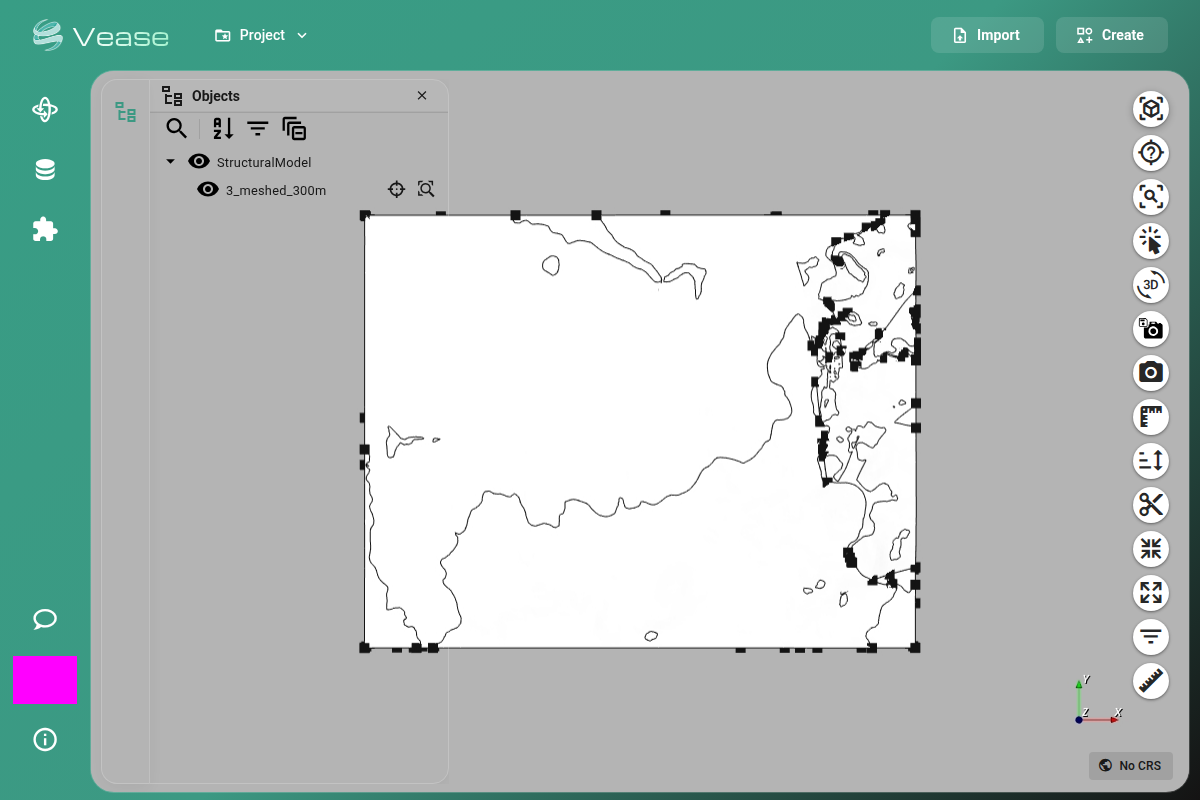 Vease
Project
Import
Create
Objects
A
Z
StructuralModel
3_meshed_300m
3D
Y
Z
X
No CRS